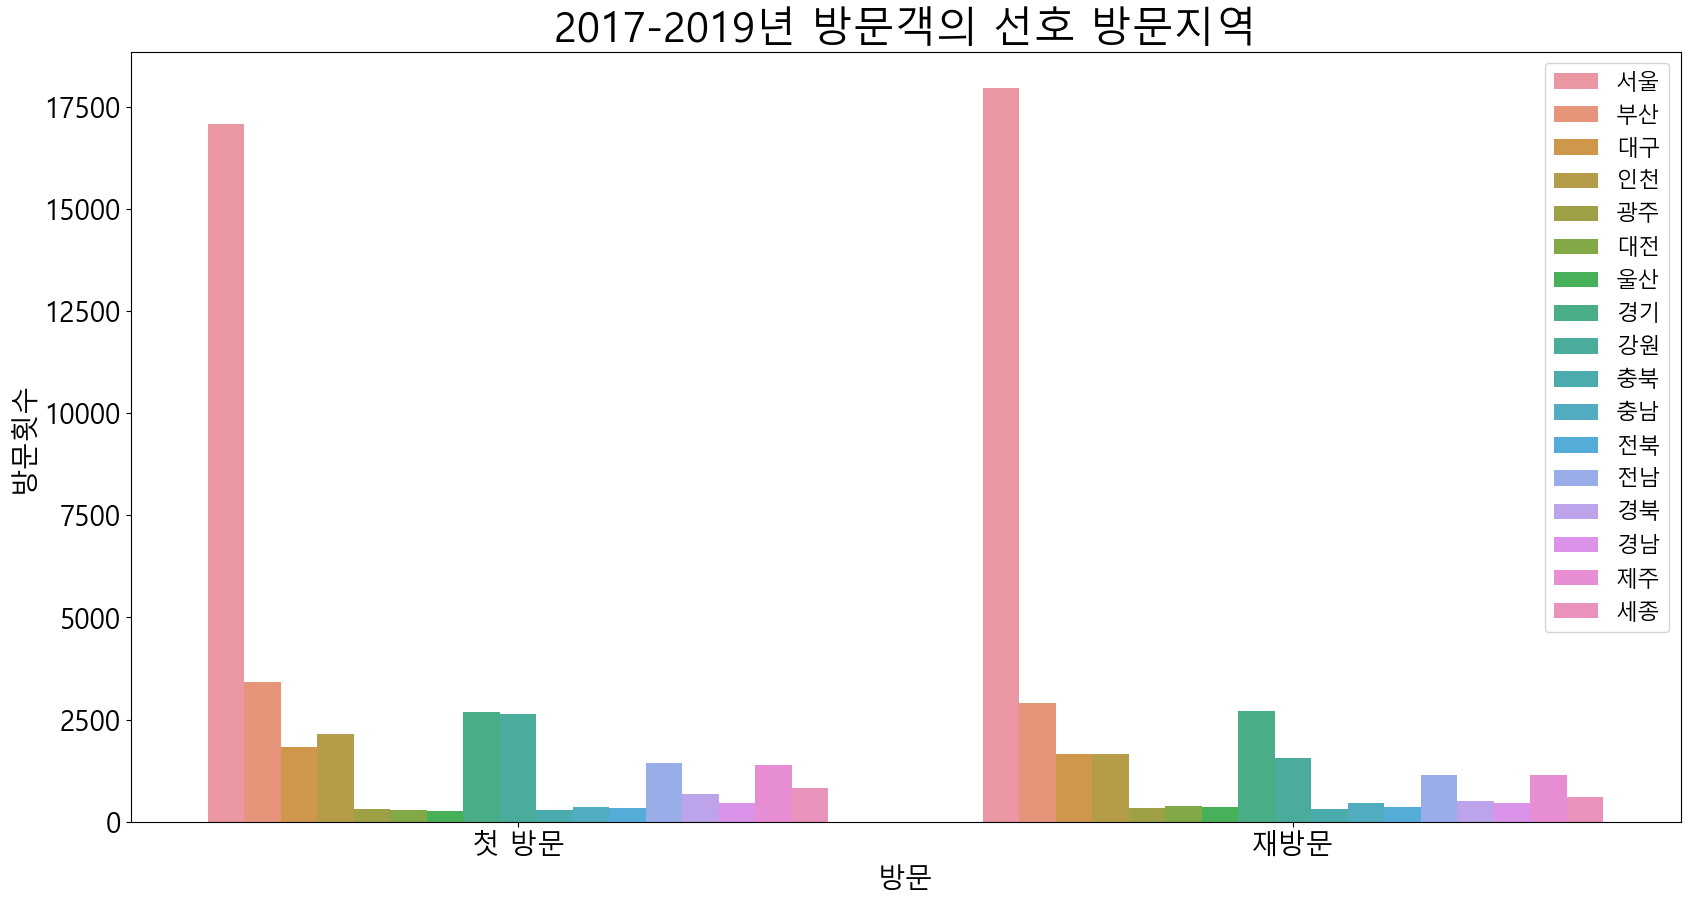 2017-2019년 방문객의 선호 방문지역
17500
15000
12500
10000
7500
5000
2500
0
방문횟수
첫 방문
재방문
방문
서울
부산
대구
인천
광주
대전
울산
경기
강원
충북
충남
전북
전남
경북
경남
제주
세종